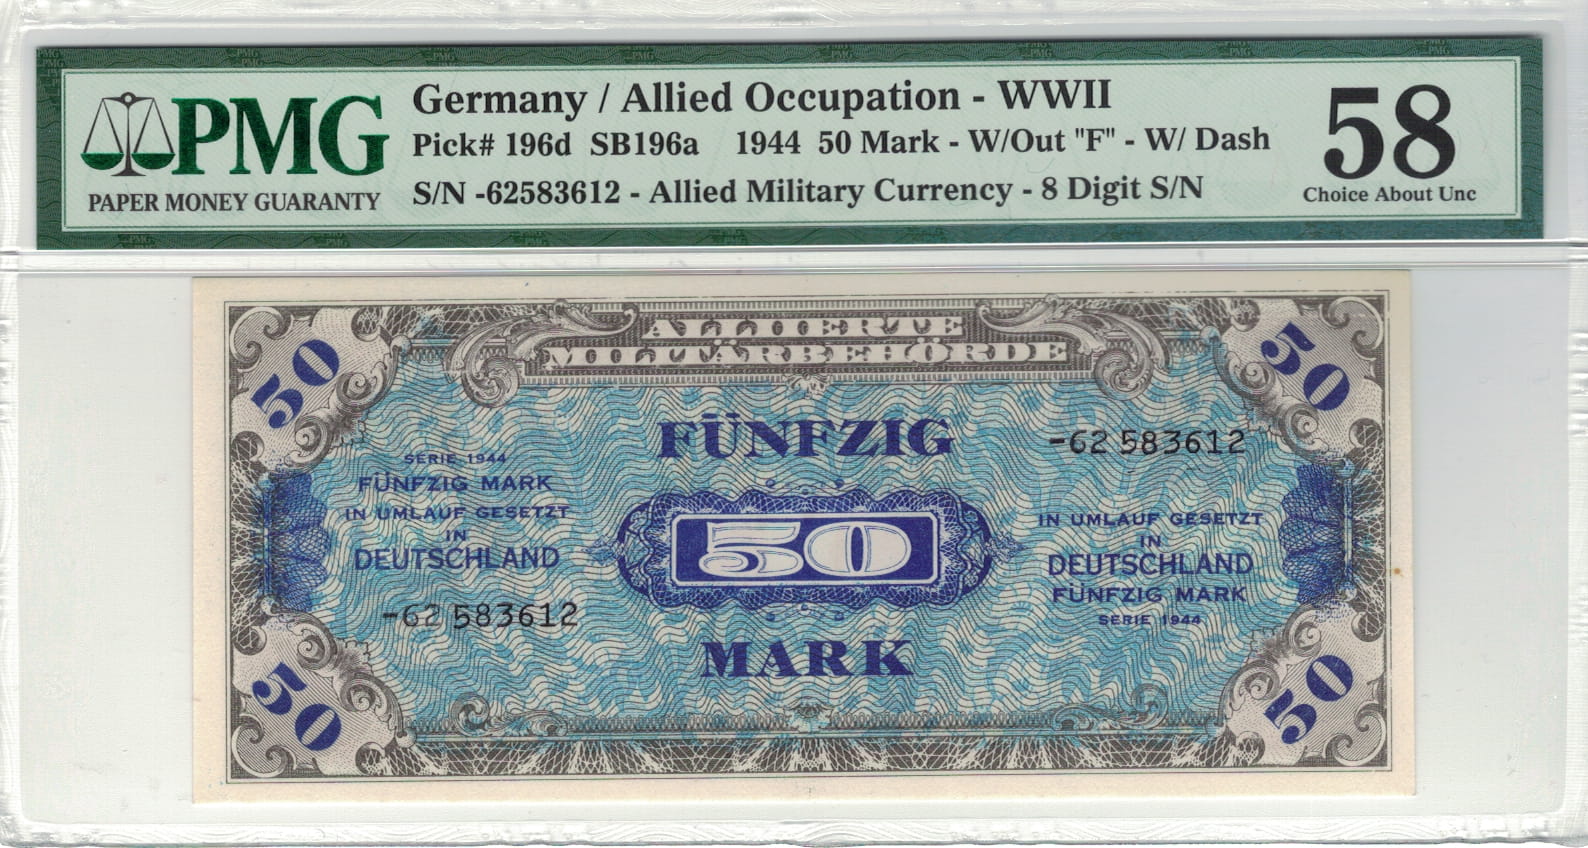 PMG
PAPER MONEY GUARANTY
Germany / Allied Occupation - WWII
Pick# 196d SB196a 1944 50 Mark - W/Out "F" - W/ Dash
S/N -62583612 - Allied Military Currency - 8 Digit S/N
58
Choice About Unc
ALLIIERTE
MILITÄRBEHÖRDE
50
50
FÜNFZIG
-62 583612
SERIE 1944
FÜNFZIG MARK
IN UMLAUF GESETZT
IN
DEUTSCHLAND
-62 583612
50
IN UMLAUF GESETZT
IN
DEUTSCHLAND
FÜNFZIG MARK
SERIE 1944
MARK
50
50